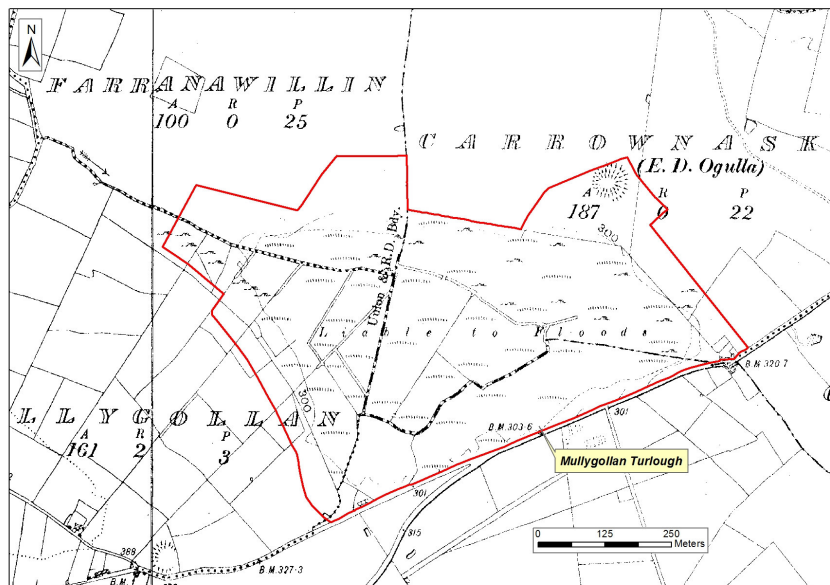 N
FARRANAWILLIN
A R P
100 0 25
CARROWNASK
(E. D. Ogulla)
A R P
187 0 22
300
Union & R.D. Bdy.
Liable to Floods
B.M.320·7
300
LLYGOLLAN
A R P
161 2 3
B.M.303·6
301
Mullygollan Turlough
301
315
0 125 250
Meters
388
B.M.327·3